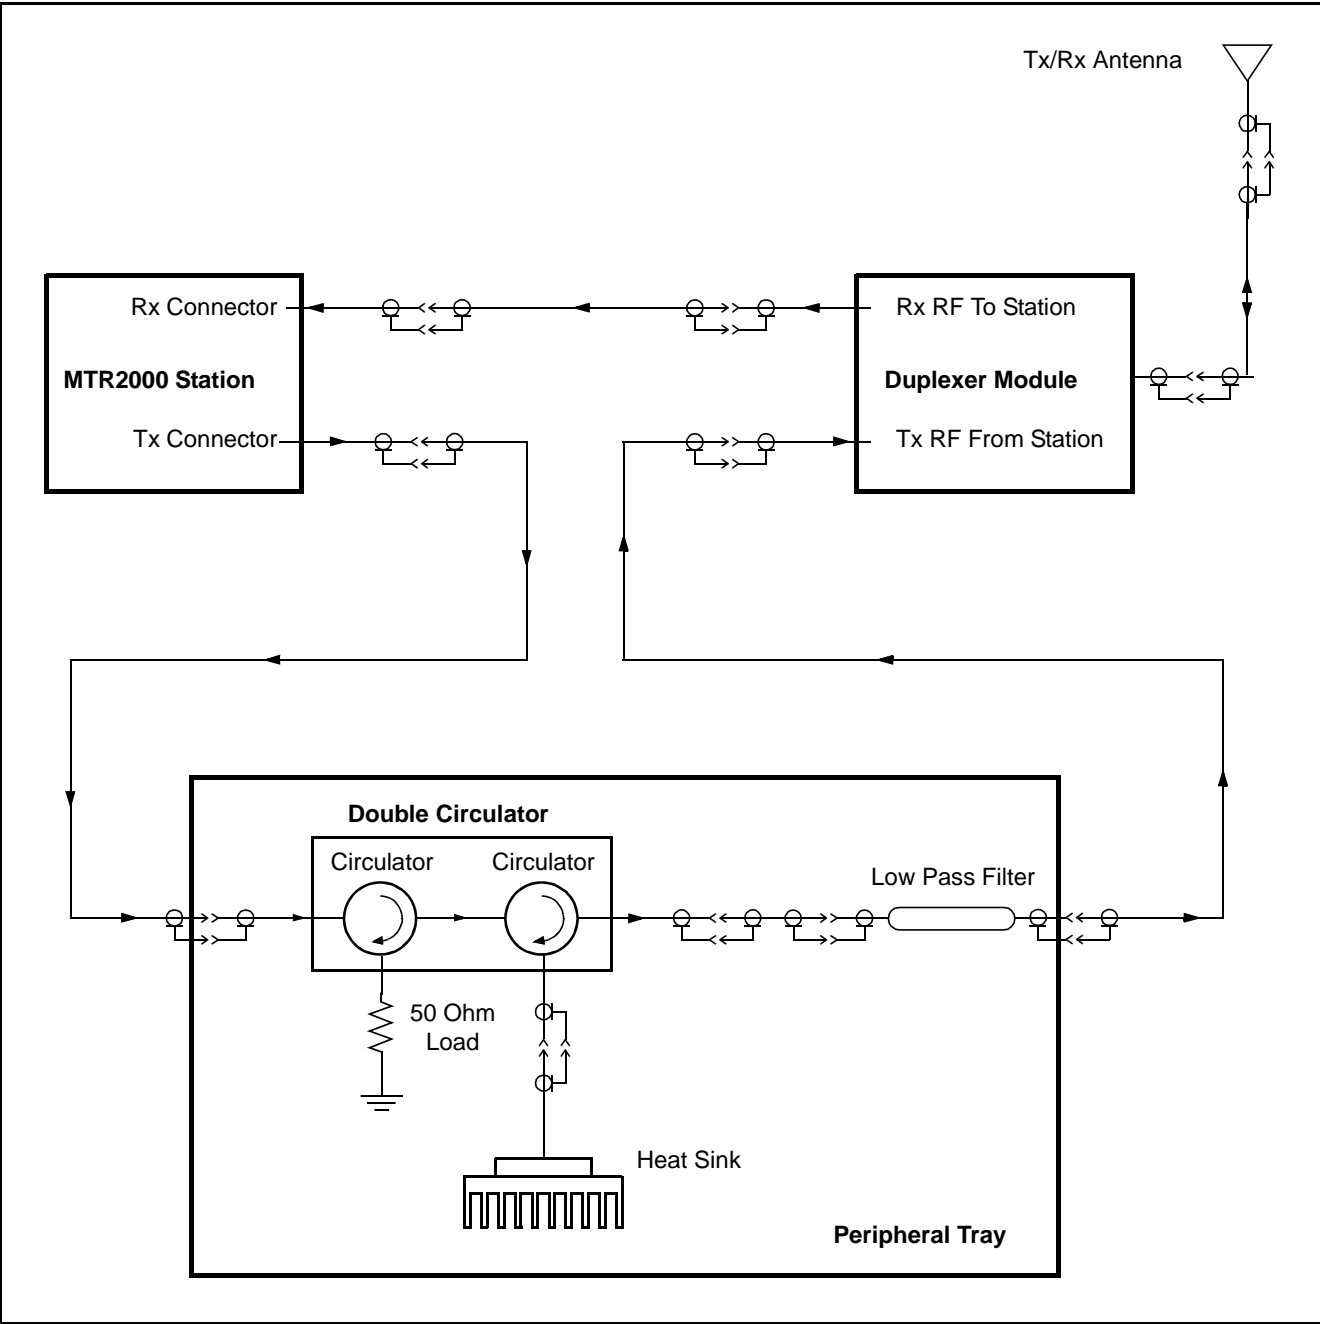 Tx/Rx Antenna
Rx Connector
Rx RF To Station
MTR2000 Station
Duplexer Module
Tx Connector
Tx RF From Station
Double Circulator
Circulator
Circulator
Low Pass Filter
50 Ohm
Load
Heat Sink
Peripheral Tray